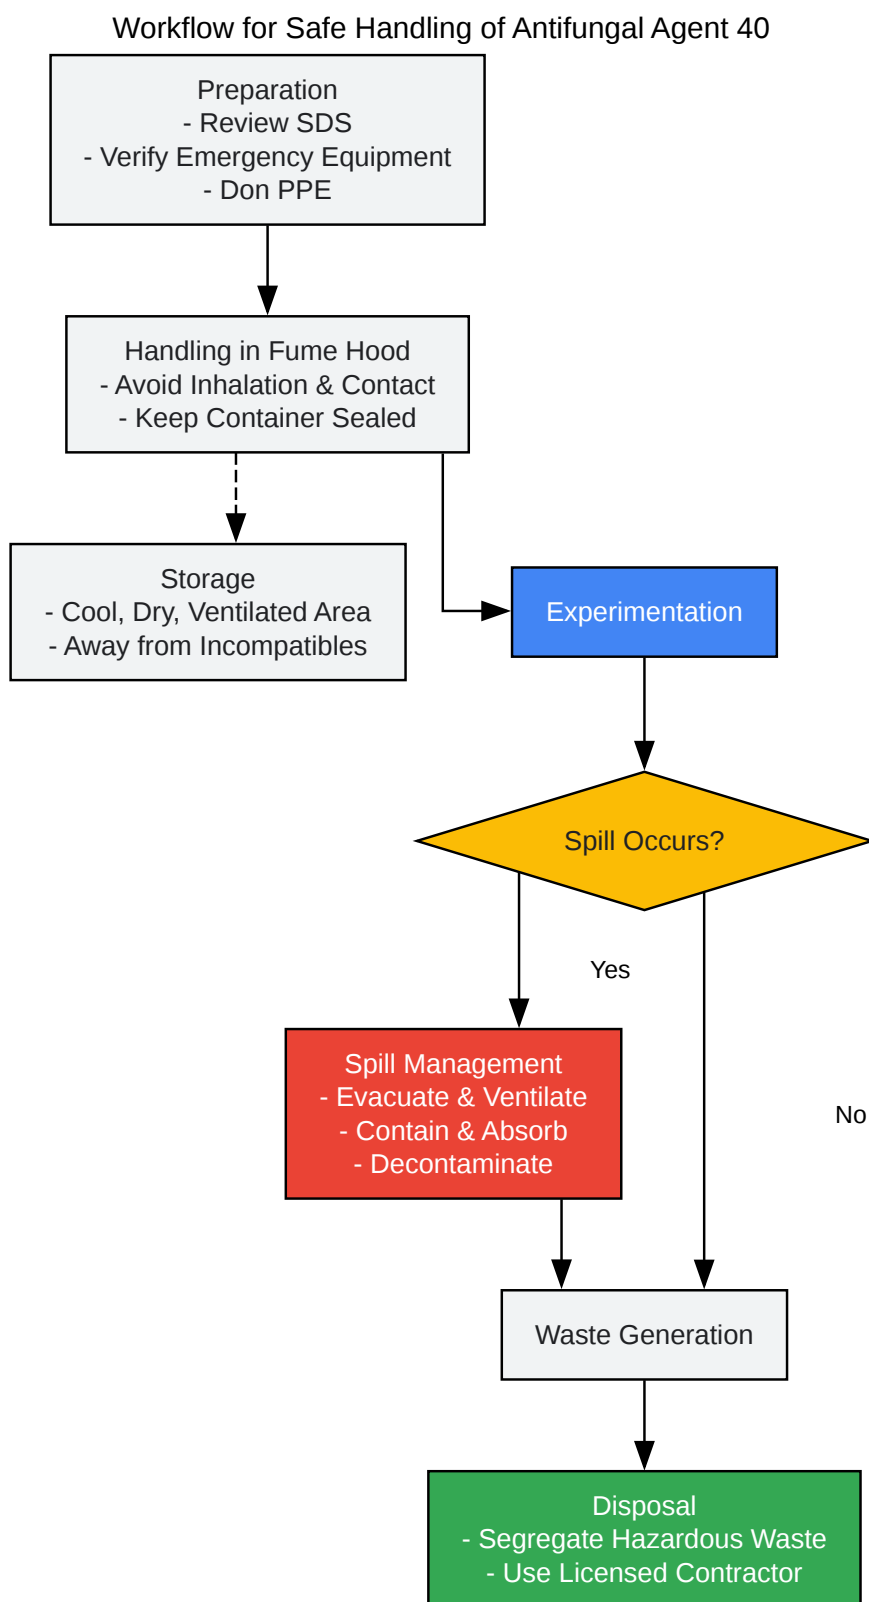 Workflow for Safe Handling of Antifungal Agent 40
Preparation
- Review SDS
- Verify Emergency Equipment
- Don PPE
Handling in Fume Hood
- Avoid Inhalation & Contact
- Keep Container Sealed
Storage
- Cool, Dry, Ventilated Area
- Away from Incompatibles
Experimentation
Spill Occurs?
Yes
Spill Management
- Evacuate & Ventilate
- Contain & Absorb
- Decontaminate
No
Waste Generation
Disposal
- Segregate Hazardous Waste
- Use Licensed Contractor